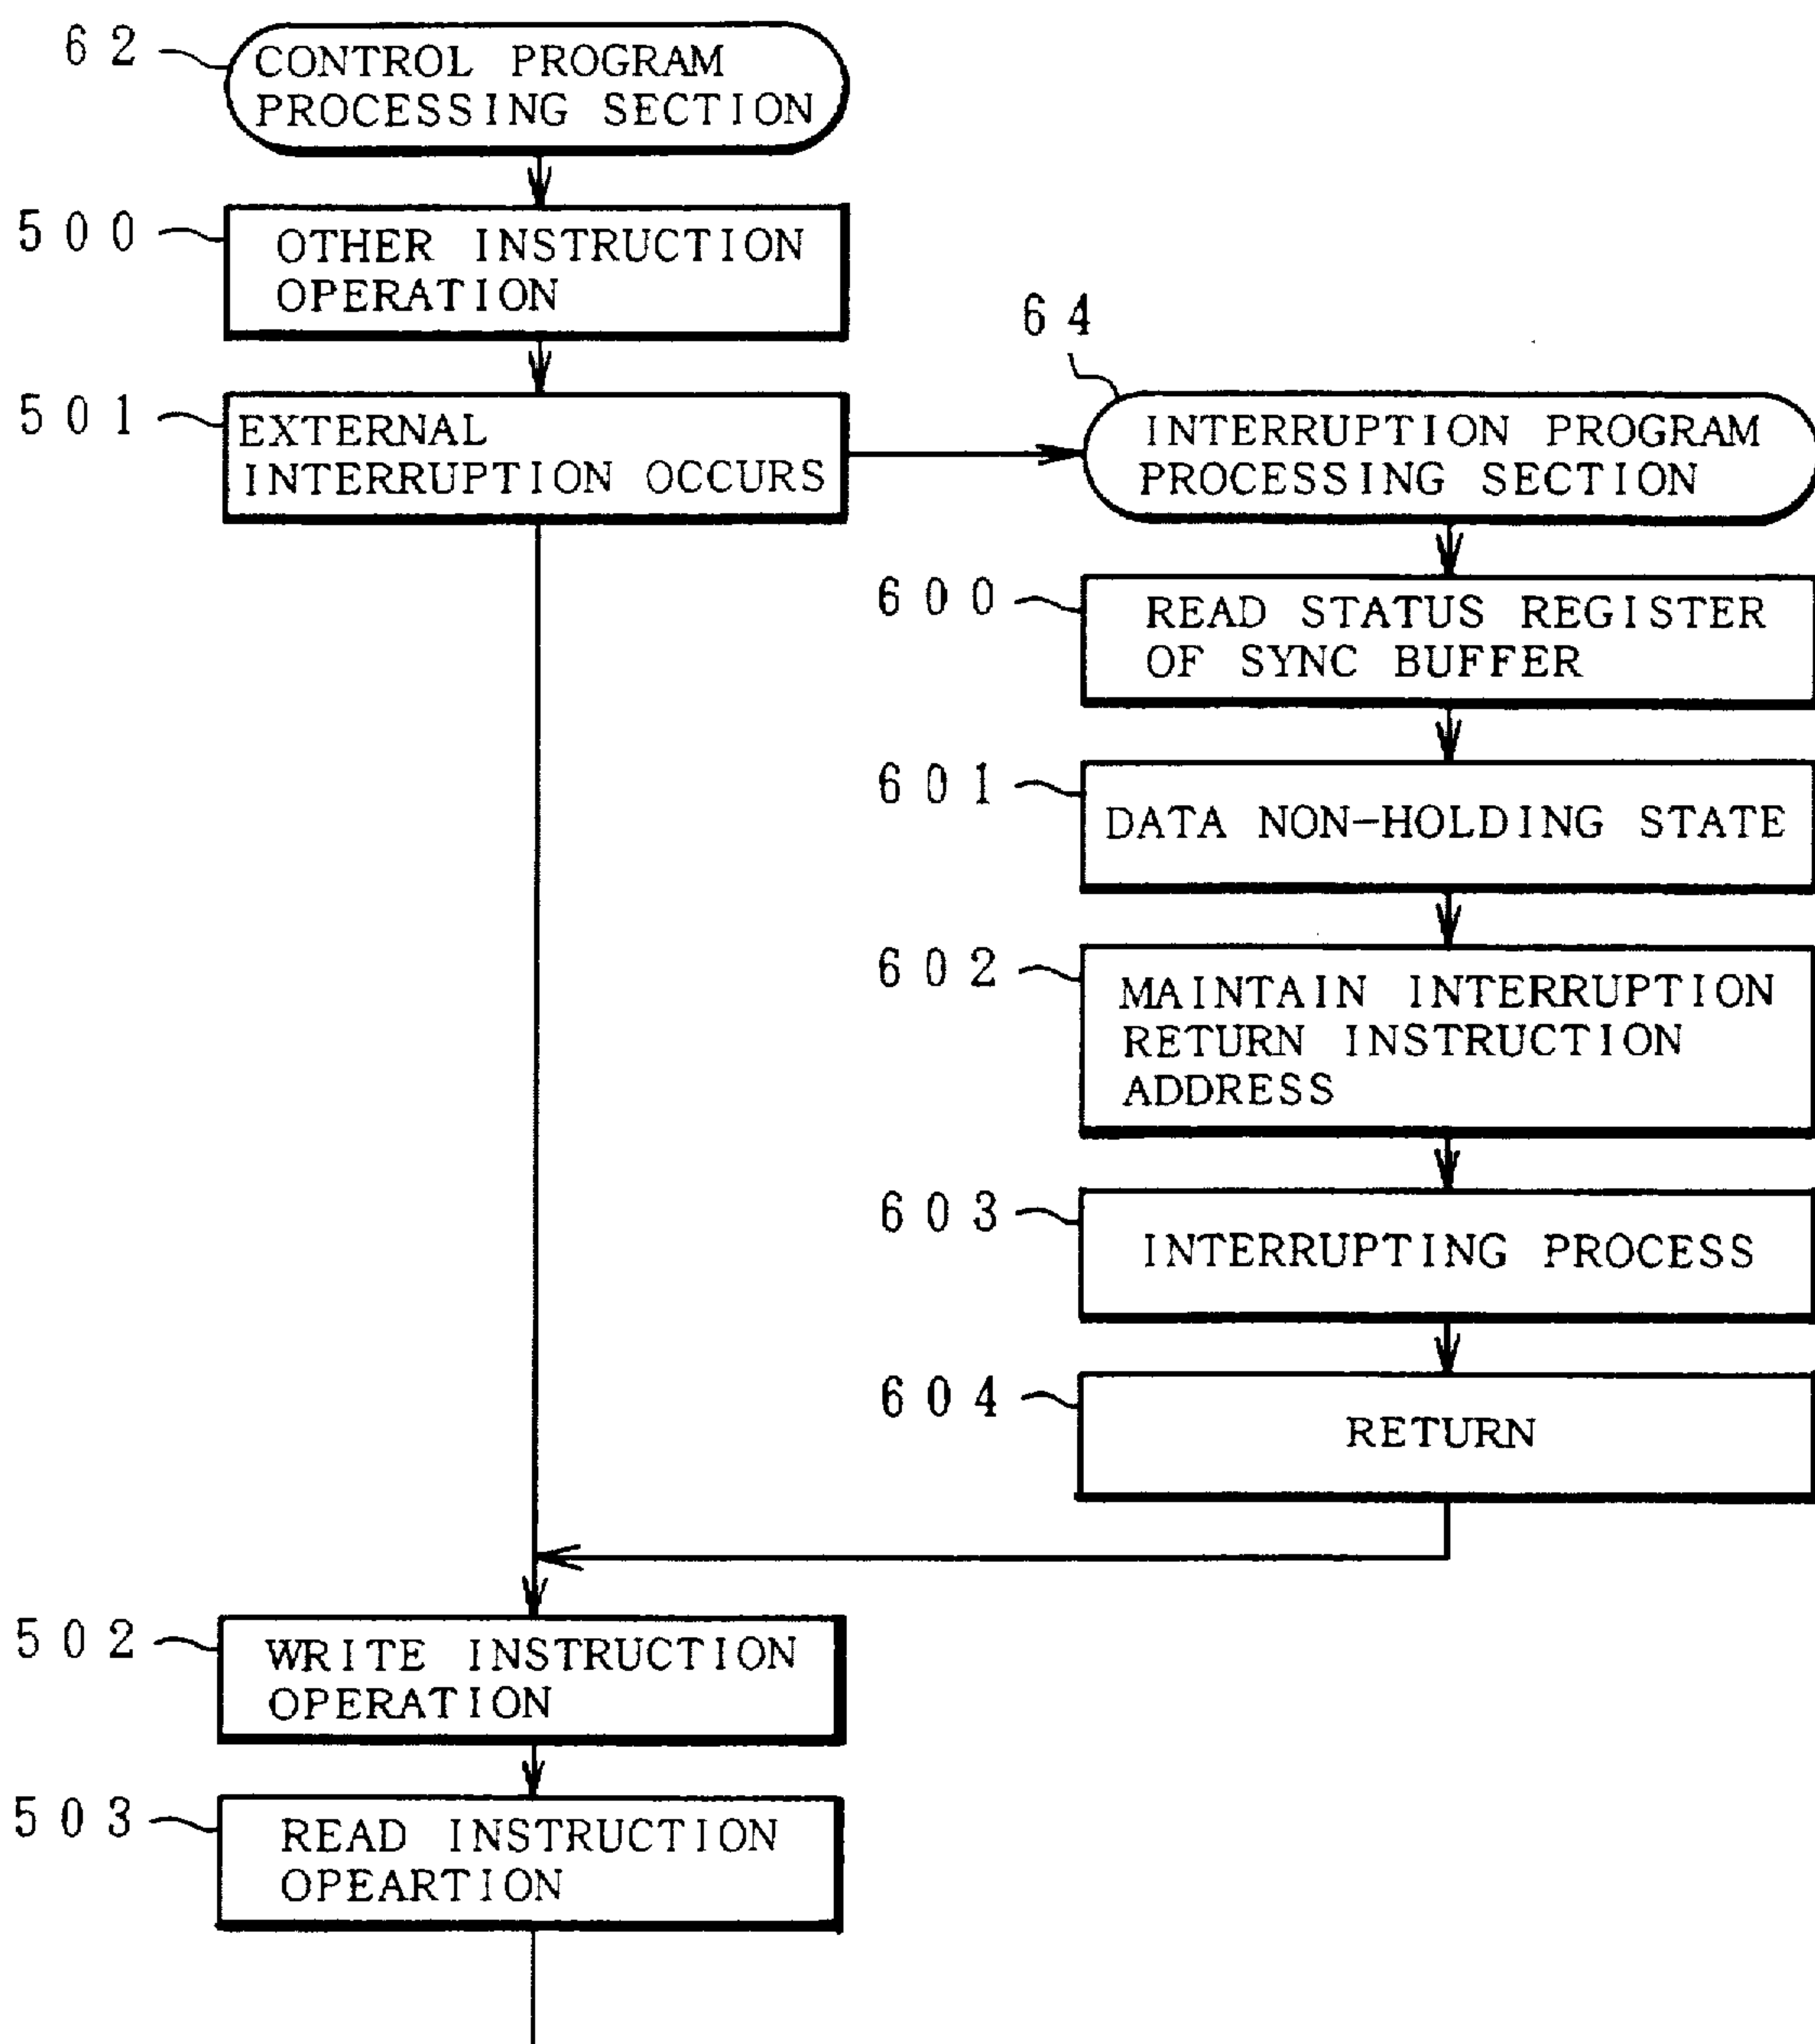 62
CONTROL PROGRAM
PROCESSING SECTION
500
OTHER INSTRUCTION
OPERATION
501
EXTERNAL
INTERRUPTION OCCURS
64
INTERRUPTION PROGRAM
PROCESSING SECTION
600
READ STATUS REGISTER
OF SYNC BUFFER
601
DATA NON-HOLDING STATE
602
MAINTAIN INTERRUPTION
RETURN INSTRUCTION
ADDRESS
603
INTERRUPTING PROCESS
604
RETURN
502
WRITE INSTRUCTION
OPERATION
503
READ INSTRUCTION
OPEARTION